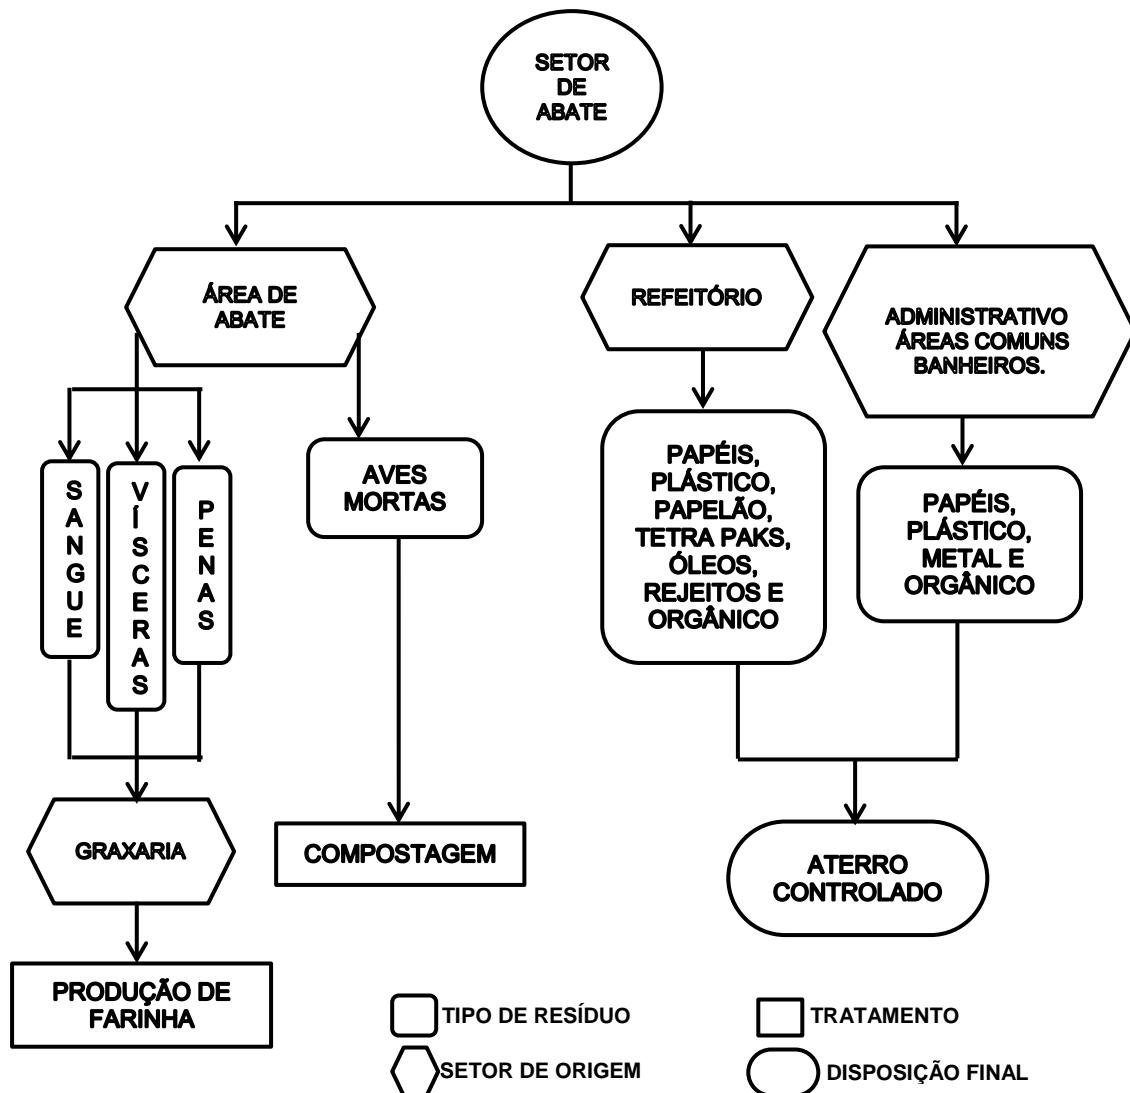 SETOR
DE
ABATE
ÁREA DE
ABATE
REFEITÓRIO
ADMINISTRATIVO
ÁREAS COMUNS
BANHEIROS.
SANGUE
VÍSCERAS
PENAS
AVES
MORTAS
PAPÉIS,
PLÁSTICO,
PAPELÃO,
TETRA PAKS,
ÓLEOS,
REJEITOS E
ORGÂNICO
PAPÉIS,
PLÁSTICO,
METAL E
ORGÂNICO
GRAXARIA
COMPOSTAGEM
ATERRO
CONTROLADO
PRODUÇÃO DE
FARINHA
TIPO DE RESÍDUO
TRATAMENTO
SETOR DE ORIGEM
DISPOSIÇÃO FINAL